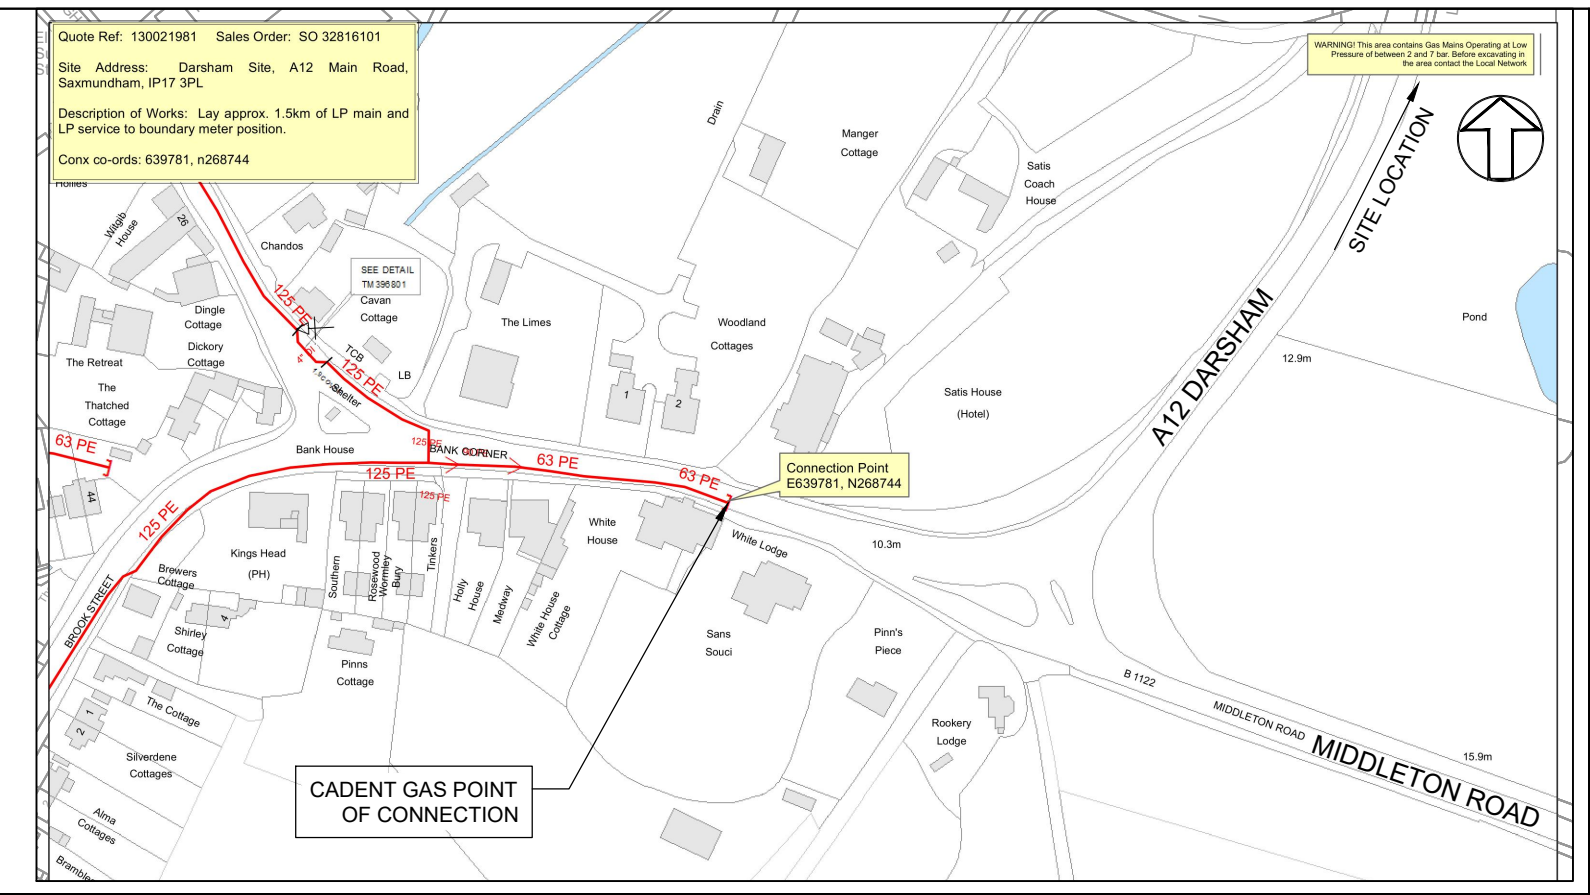 Quote Ref: 130021981 Sales Order: SO 32816101
Site Address: Darsham Site, A12 Main Road,
Saxmundham, IP17 3PL
Description of Works: Lay approx. 1.5km of LP main and
LP service to boundary meter position.
Conx co-ords: 639781, n268744
WARNING! This area contains Gas Mains Operating at Low
Pressure of between 2 and 7 bar. Before excavating in
the area contact the Local Network
SITE LOCATION
Drain
Manger
Cottage
Satis
Coach
House
Hollies
Witgib
House
26
Chandos
SEE DETAIL
TM 396801
Cavan
Cottage
125 PE
Dingle
Cottage
Dickory
Cottage
The Retreat
The
Thatched
Cottage
TCB
LB
125 PE
Shelter
The Limes
Woodland
Cottages
1
2
Satis House
(Hotel)
A12 DARSHAM
Pond
12.9m
63 PE
44
Bank House
125 PE
BANK CORNER
63 PE
63 PE
125 PE
125 PE
Connection Point
E639781, N268744
125 PE
BROOK STREET
Kings Head
(PH)
Brewers
Cottage
4
Shirley
Cottage
Southern
Rosewood
Wormley
Bury
Tinkers
Holly
House
Medway
White House
Cottage
White
House
White Lodge
10.3m
Pinns
Cottage
Sans
Souci
Pinn's
Piece
B 1122
MIDDLETON ROAD
MIDDLETON ROAD
15.9m
Rookery
Lodge
The Cottage
1
2
Silverdene
Cottages
Alma
Cottages
CADENT GAS POINT
OF CONNECTION